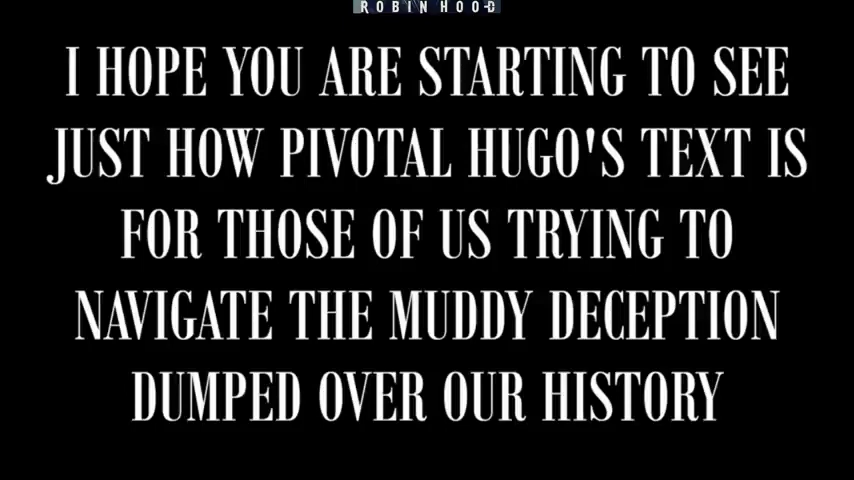 ROBIN HOOD
I HOPE YOU ARE STARTING TO SEE
JUST HOW PIVOTAL HUGO'S TEXT IS
FOR THOSE OF US TRYING TO
NAVIGATE THE MUDDY DECEPTION
DUMPED OVER OUR HISTORY